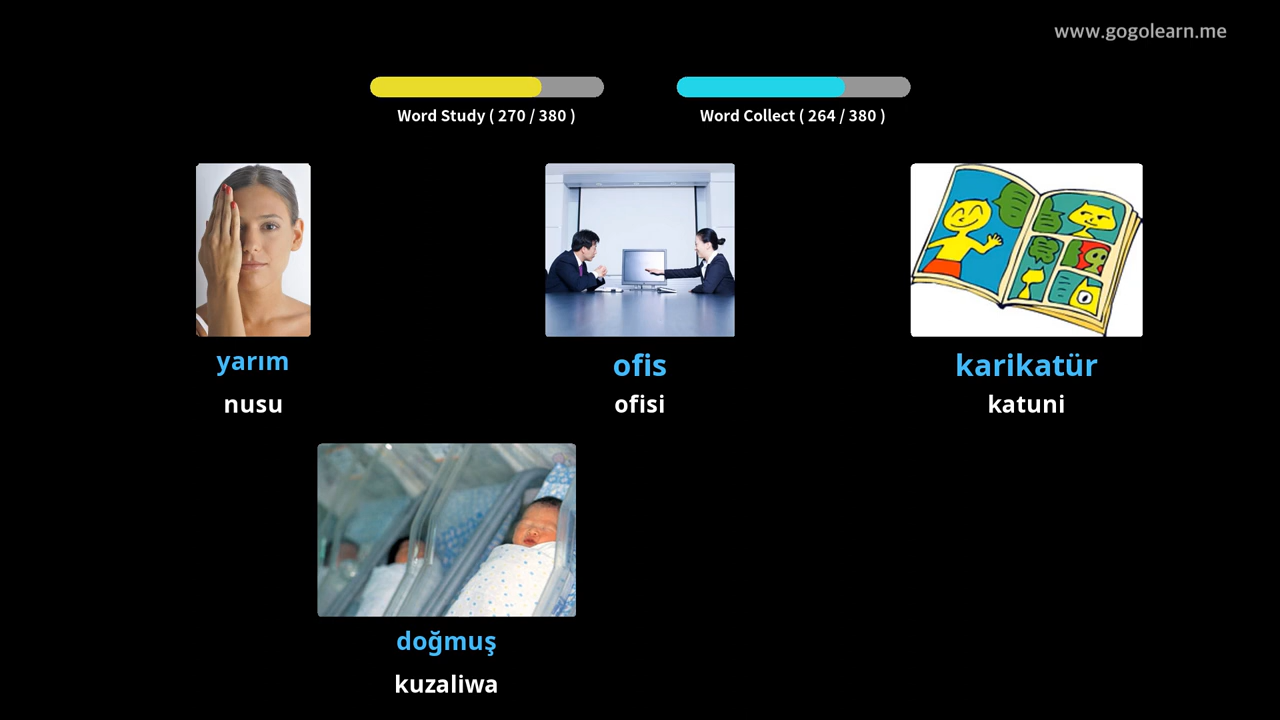 www.gogolearn.me
Word Study ( 270 / 380 )
Word Collect ( 264 / 380 )
yarım
nusu
ofis
ofisi
karikatür
katuni
doğmuş
kuzaliwa